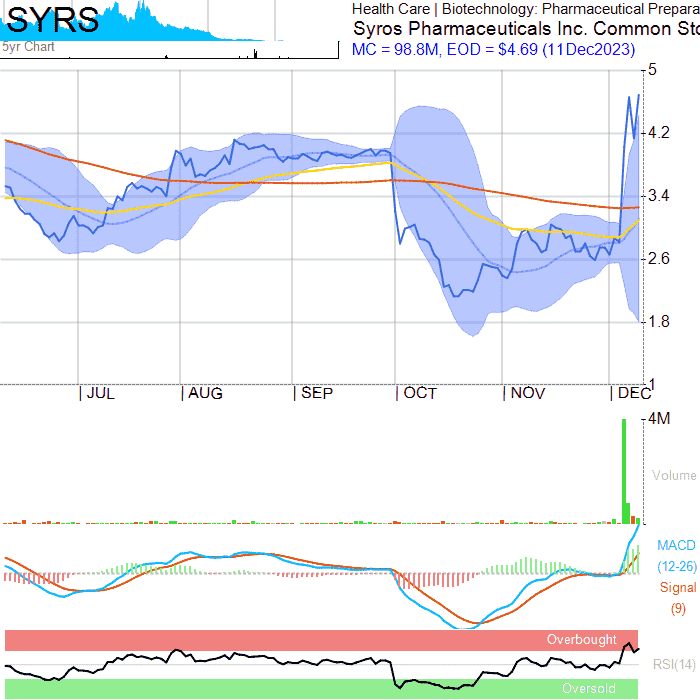 SYRS
5yr Chart
Health Care | Biotechnology: Pharmaceutical Prepara
Syros Pharmaceuticals Inc. Common Sto
MC = 98.8M, EOD = $4.69 (11Dec2023)
5
4.2
3.4
2.6
1.8
1
| JUL | AUG | SEP | OCT | NOV | DEC
4M
Volume
MACD
(12-26)
Signal
(9)
Overbought
RSI(14)
Oversold